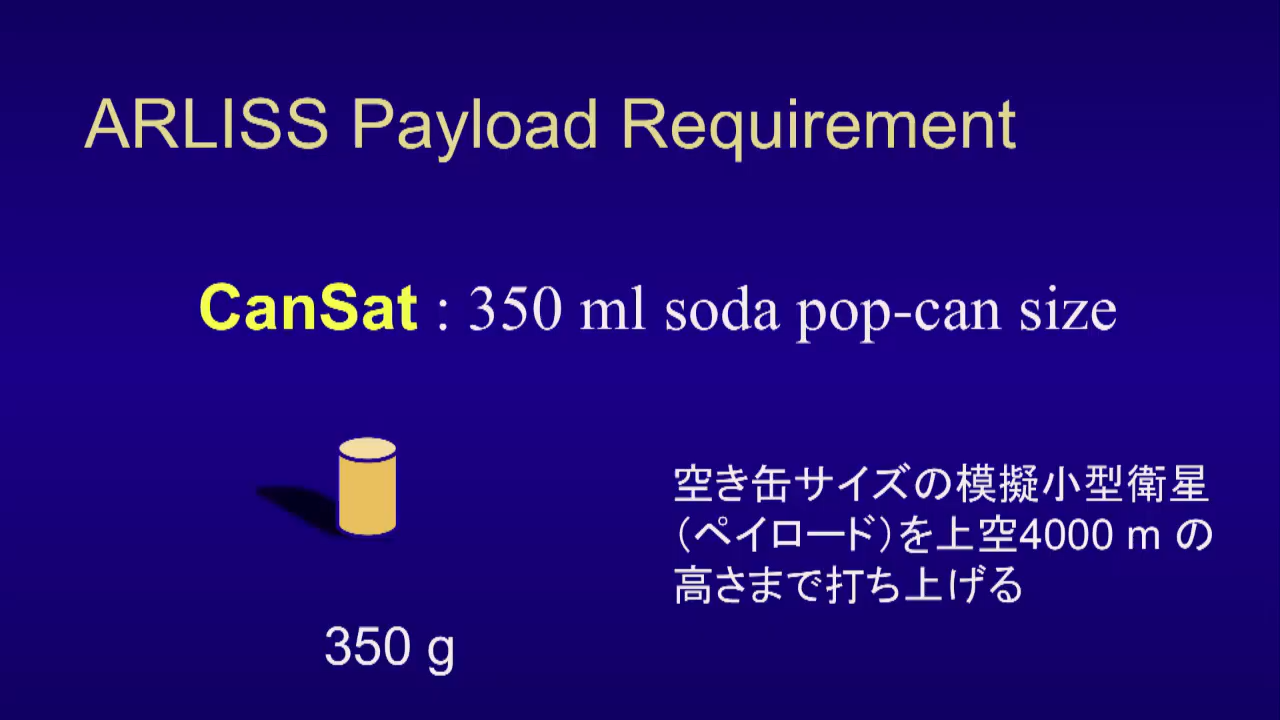 ARLISS Payload Requirement
CanSat : 350 ml soda pop-can size
空き缶サイズの模擬小型衛星
（ペイロード）を上空4000 m の
高さまで打ち上げる
350 g